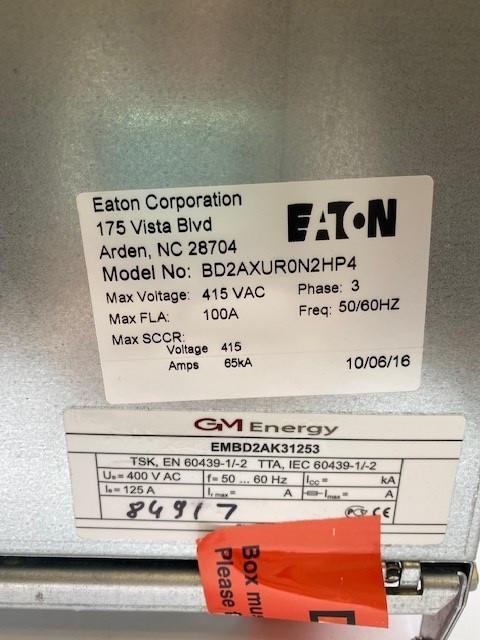 Eaton Corporation
175 Vista Blvd
Arden, NC 28704
EATON
Model No: BD2AXUR0N2HP4
Max Voltage: 415 VAC Phase: 3
Max FLA: 100A Freq: 50/60HZ
Max SCCR:
Voltage 415
Amps 65kA 10/06/16
GM Energy
EMBD2AK31253
TSK, EN 60439-1/-2 TTA, IEC 60439-1/-2
Ue= 400 V AC f= 50 ... 60 Hz Icc= kA
Ie= 125 A Ir max= A Imax= A
84917
CE
Box mu
Please